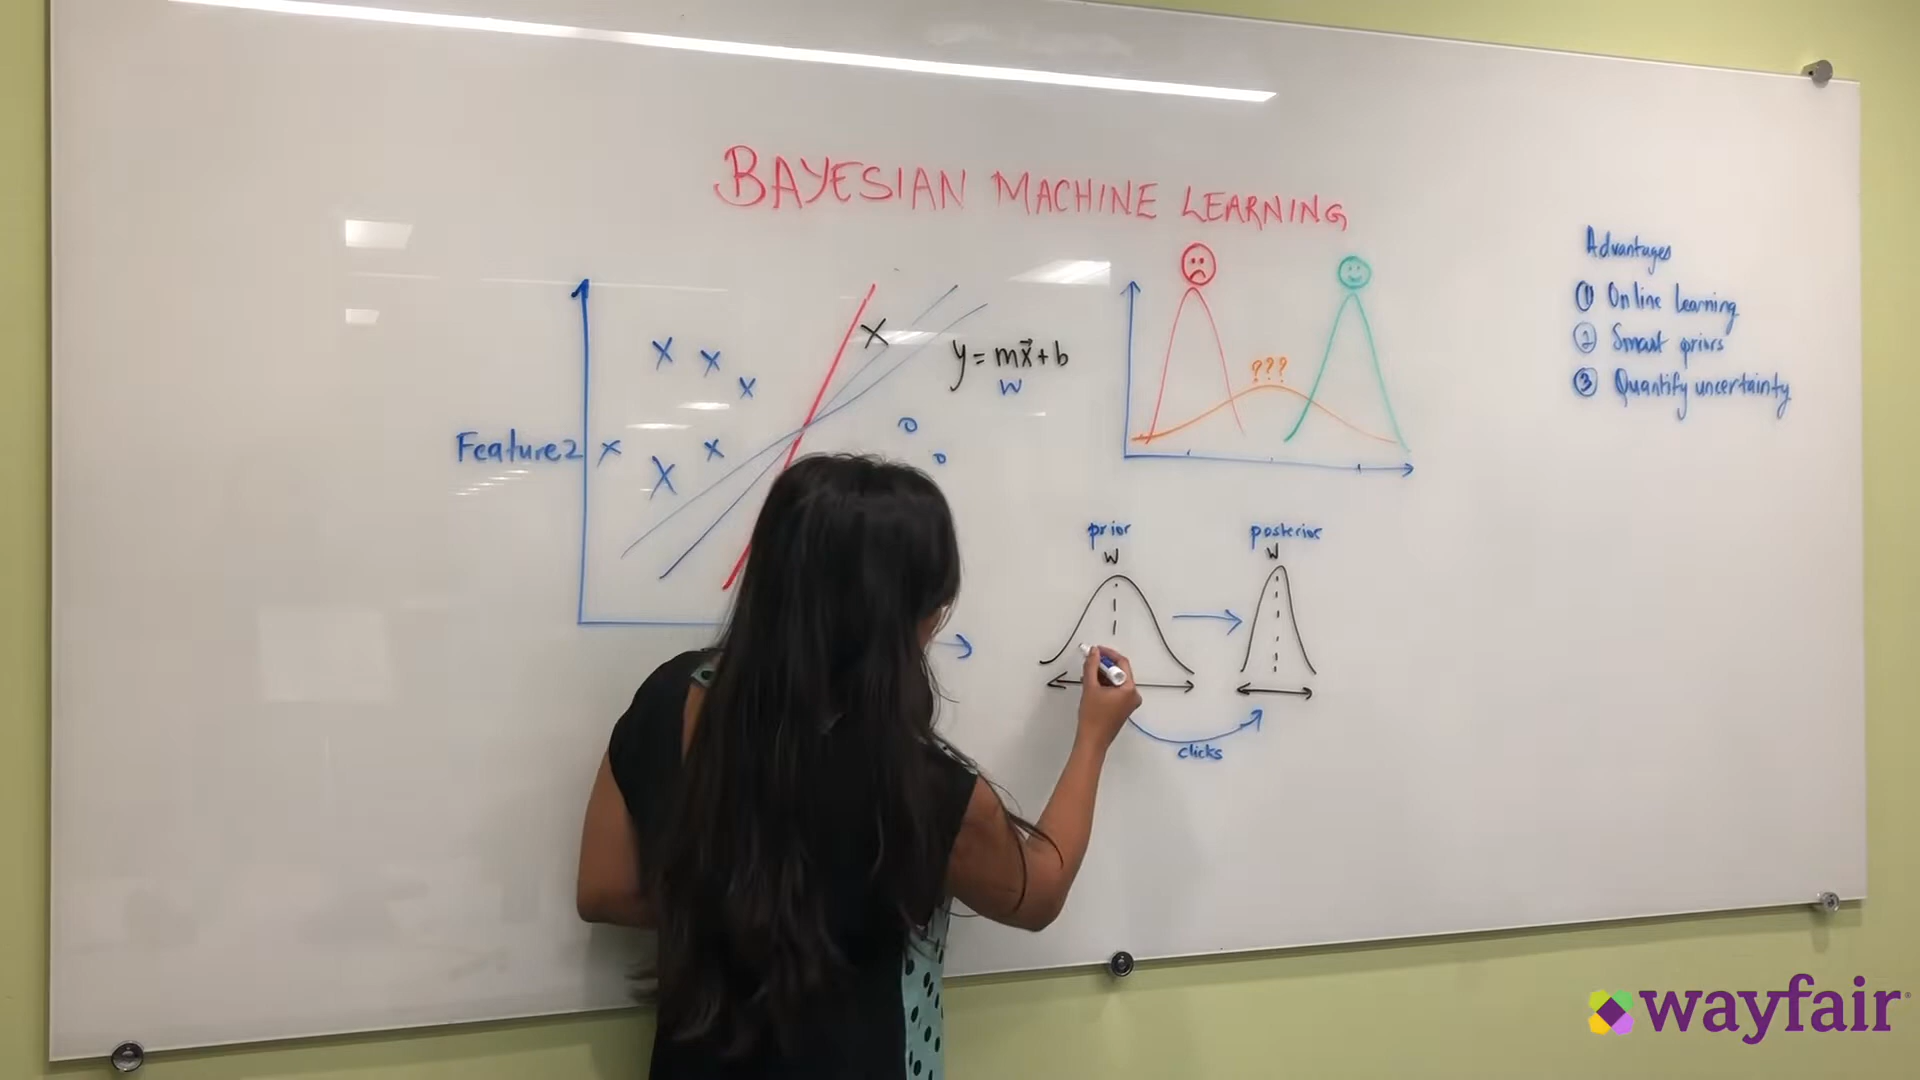 BAYESIAN MACHINE LEARNING
Feature2
y = mx⃗ + b
W
???
Advantages
① Online learning
② Smart priors
③ Quantify uncertainty
prior
W
posterior
W
clicks
wayfair